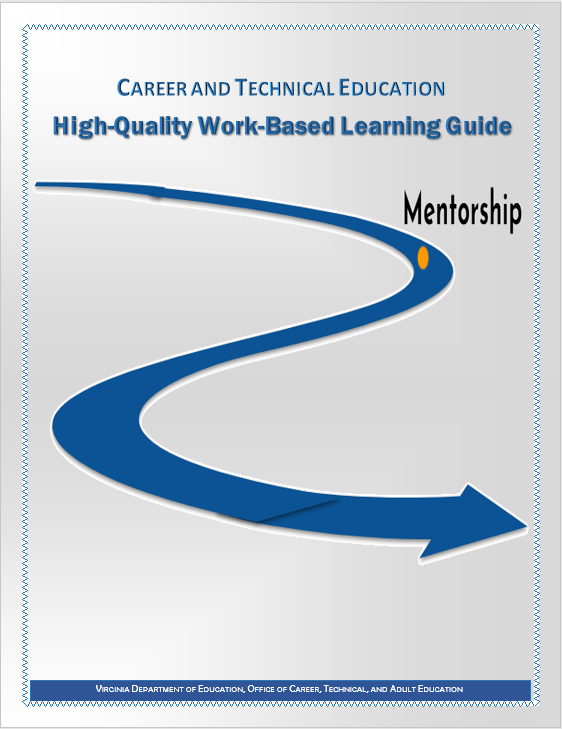 CAREER AND TECHNICAL EDUCATION
High-Quality Work-Based Learning Guide
Mentorship
VIRGINIA DEPARTMENT OF EDUCATION, OFFICE OF CAREER, TECHNICAL, AND ADULT EDUCATION